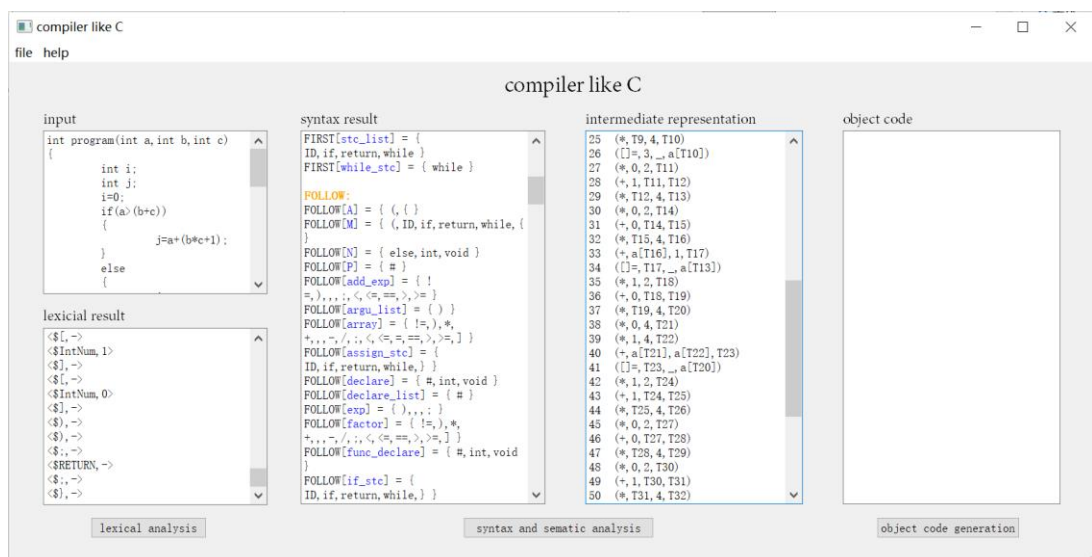 compiler like C
file help
compiler like C
input
int program(int a,int b,int c)
{
int i;
int j;
i=0;
if(a>(b+c))
{
j=a+(b*c+1);
}
else
{
lexicial result
<$[,->
<$IntNum,1>
<$],->
<$[,->
<$IntNum,0>
<$],->
<$),->
<$),->
<$;,->
<$RETURN,->
<$;,->
<$},->
lexical analysis
syntax result
FIRST[stc_list] = {
ID,if,return,while }
FIRST[while_stc] = { while }
FOLLOW:
FOLLOW[A] = { (,{ }
FOLLOW[M] = { (,ID,if,return,while,{
}
FOLLOW[N] = { else,int,void }
FOLLOW[P] = { # }
FOLLOW[add_exp] = { !
=,),,,;,<,<=,==,>,>= }
FOLLOW[argu_list] = { ) }
FOLLOW[array] = { !=,),*,
+,,,-,/,;,<,<=,=,==,>,>=,] }
FOLLOW[assign_stc] = {
ID,if,return,while,} }
FOLLOW[declare] = { #,int,void }
FOLLOW[declare_list] = { # }
FOLLOW[exp] = { ),,,; }
FOLLOW[factor] = { !=,),*,
+,,,-,/,;,<,<=,==,>,>=,] }
FOLLOW[func_declare] = { #,int,void
}
FOLLOW[if_stc] = {
ID,if,return,while,} }
syntax and sematic analysis
intermediate representation
25 (*,T9,4,T10)
26 ([]=,3,_,a[T10])
27 (*,0,2,T11)
28 (+,1,T11,T12)
29 (*,T12,4,T13)
30 (*,0,2,T14)
31 (+,0,T14,T15)
32 (*,T15,4,T16)
33 (+,a[T16],1,T17)
34 ([]=,T17,_,a[T13])
35 (*,1,2,T18)
36 (+,0,T18,T19)
37 (*,T19,4,T20)
38 (*,0,4,T21)
39 (*,1,4,T22)
40 (+,a[T21],a[T22],T23)
41 ([]=,T23,_,a[T20])
42 (*,1,2,T24)
43 (+,1,T24,T25)
44 (*,T25,4,T26)
45 (*,0,2,T27)
46 (+,0,T27,T28)
47 (*,T28,4,T29)
48 (*,0,2,T30)
49 (+,1,T30,T31)
50 (*,T31,4,T32)
object code
object code generation